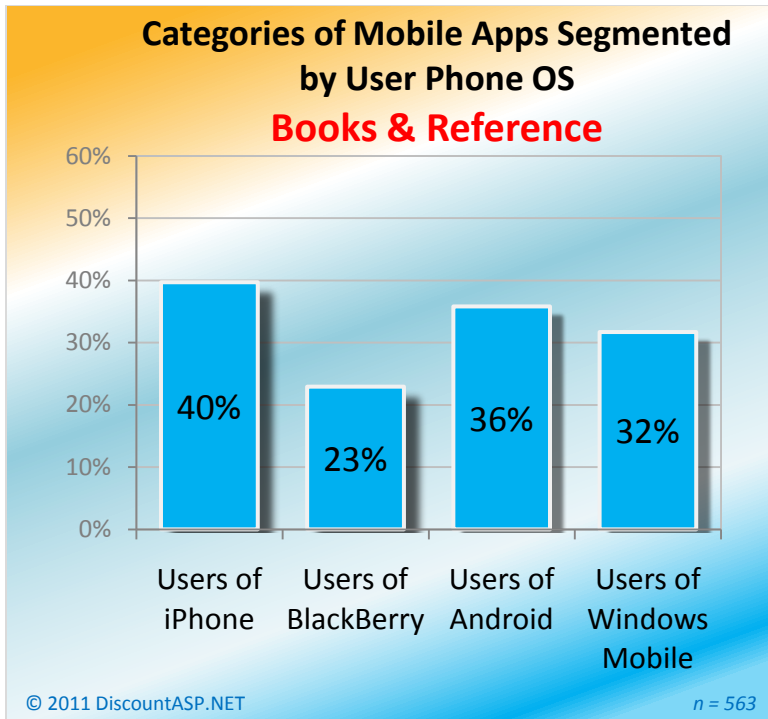 Categories of Mobile Apps Segmented
by User Phone OS
Books & Reference
60%
50%
40%
30%
20%
10%
0%
40%
23%
36%
32%
Users of
iPhone
Users of
BlackBerry
Users of
Android
Users of
Windows
Mobile
© 2011 DiscountASP.NET
n = 563